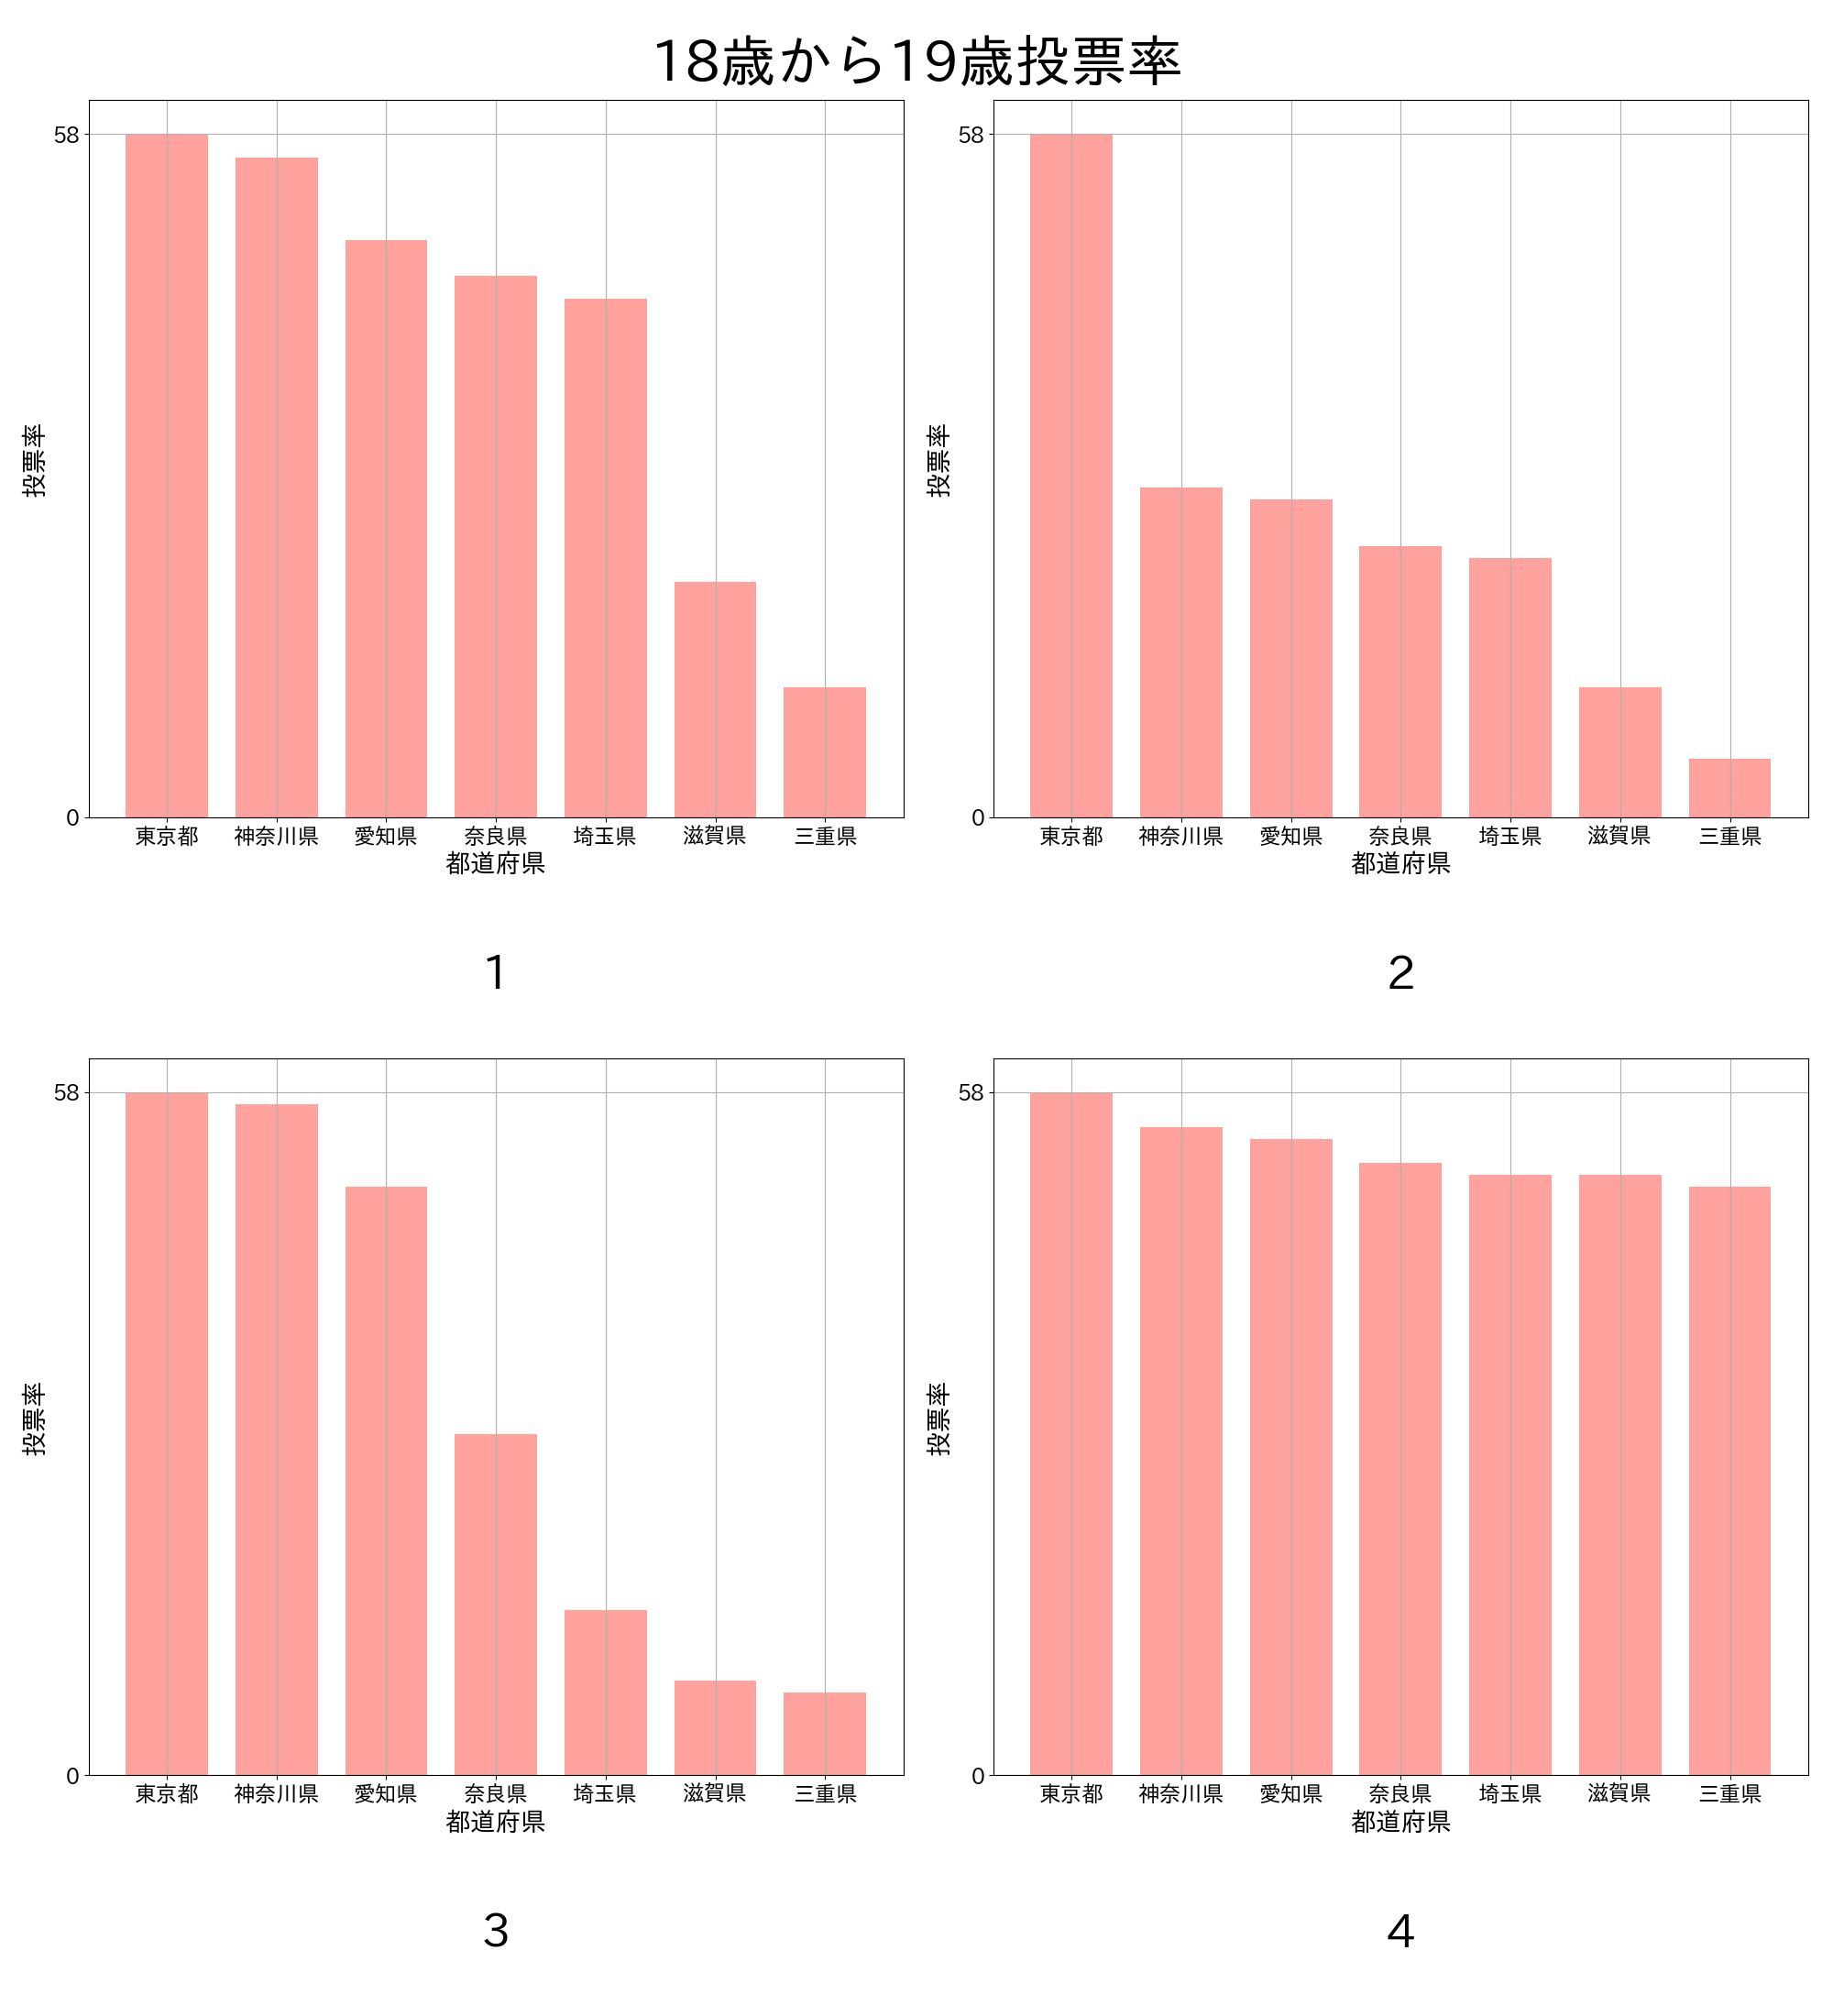 18歳から19歳投票率
58
0
投票率
東京都 神奈川県 愛知県 奈良県 埼玉県 滋賀県 三重県
都道府県
1
58
0
投票率
東京都 神奈川県 愛知県 奈良県 埼玉県 滋賀県 三重県
都道府県
2
58
0
投票率
東京都 神奈川県 愛知県 奈良県 埼玉県 滋賀県 三重県
都道府県
3
58
0
投票率
東京都 神奈川県 愛知県 奈良県 埼玉県 滋賀県 三重県
都道府県
4